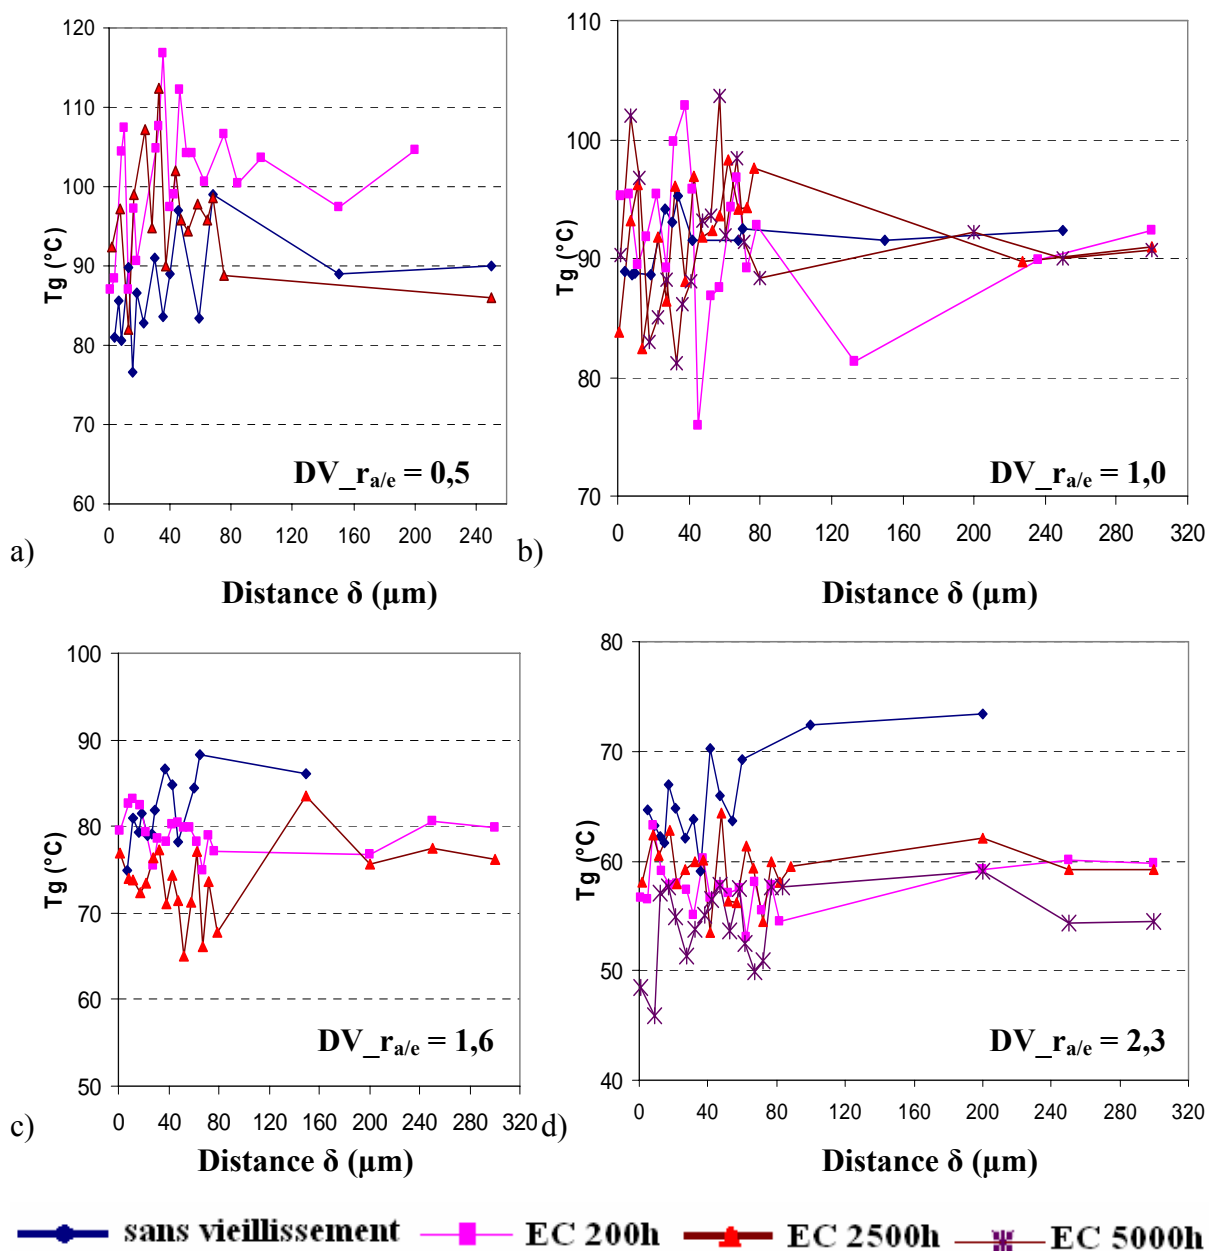 120
110
100
90
80
70
60
Tg (°C)
0 40 80 120 160 200 240
DV_ra/e = 0,5
a)
Distance δ (µm)
110
100
90
80
70
Tg (°C)
0 40 80 120 160 200 240 280 320
DV_ra/e = 1,0
b)
Distance δ (µm)
100
90
80
70
60
50
Tg (°C)
0 40 80 120 160 200 240 280 320
DV_ra/e = 1,6
c)
Distance δ (µm)
80
70
60
50
40
Tg (°C)
0 40 80 120 160 200 240 280 320
DV_ra/e = 2,3
d)
Distance δ (µm)
sans vieillissement EC 200h EC 2500h EC 5000h